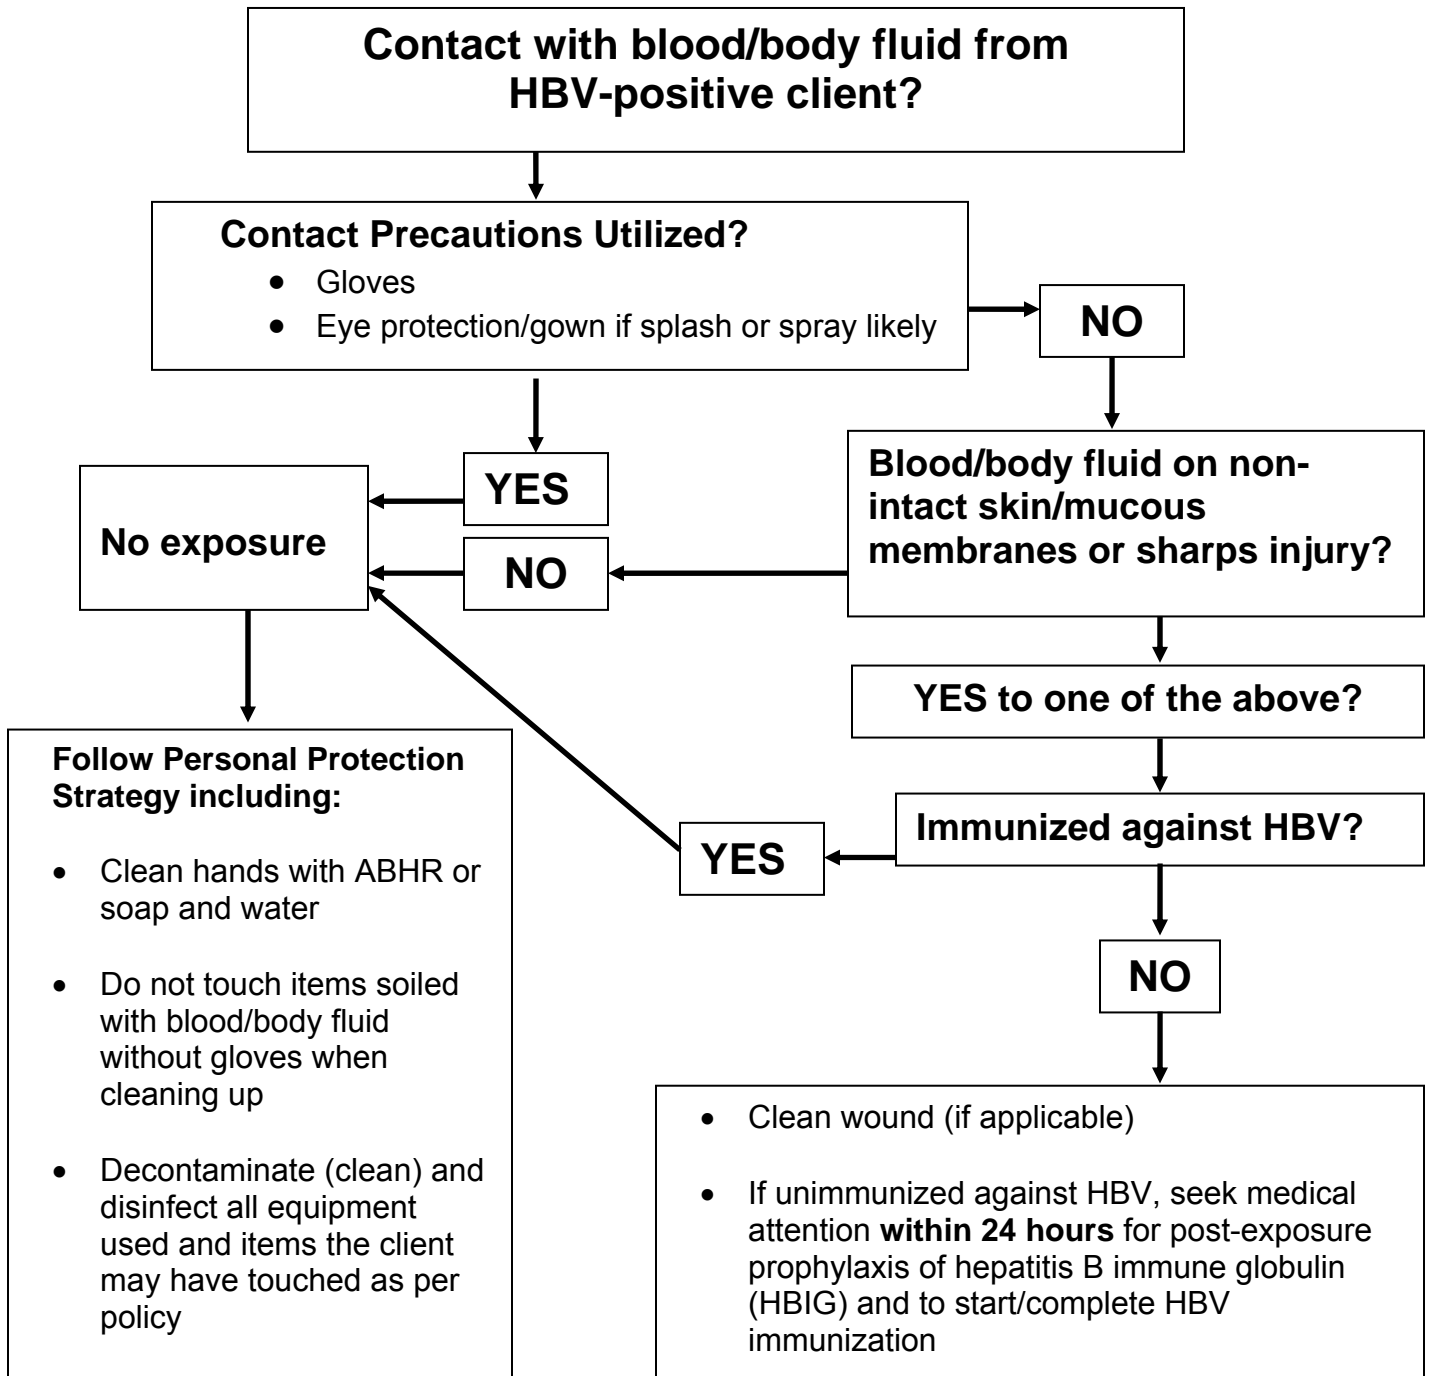 Contact with blood/body fluid from
HBV-positive client?
Contact Precautions Utilized?
• Gloves
• Eye protection/gown if splash or spray likely
NO
Blood/body fluid on non-
intact skin/mucous
membranes or sharps injury?
YES
No exposure
NO
YES to one of the above?
Immunized against HBV?
YES
NO
Follow Personal Protection
Strategy including:
• Clean hands with ABHR or
soap and water
• Do not touch items soiled
with blood/body fluid
without gloves when
cleaning up
• Decontaminate (clean) and
disinfect all equipment
used and items the client
may have touched as per
policy
• Clean wound (if applicable)
• If unimmunized against HBV, seek medical
attention within 24 hours for post-exposure
prophylaxis of hepatitis B immune globulin
(HBIG) and to start/complete HBV
immunization